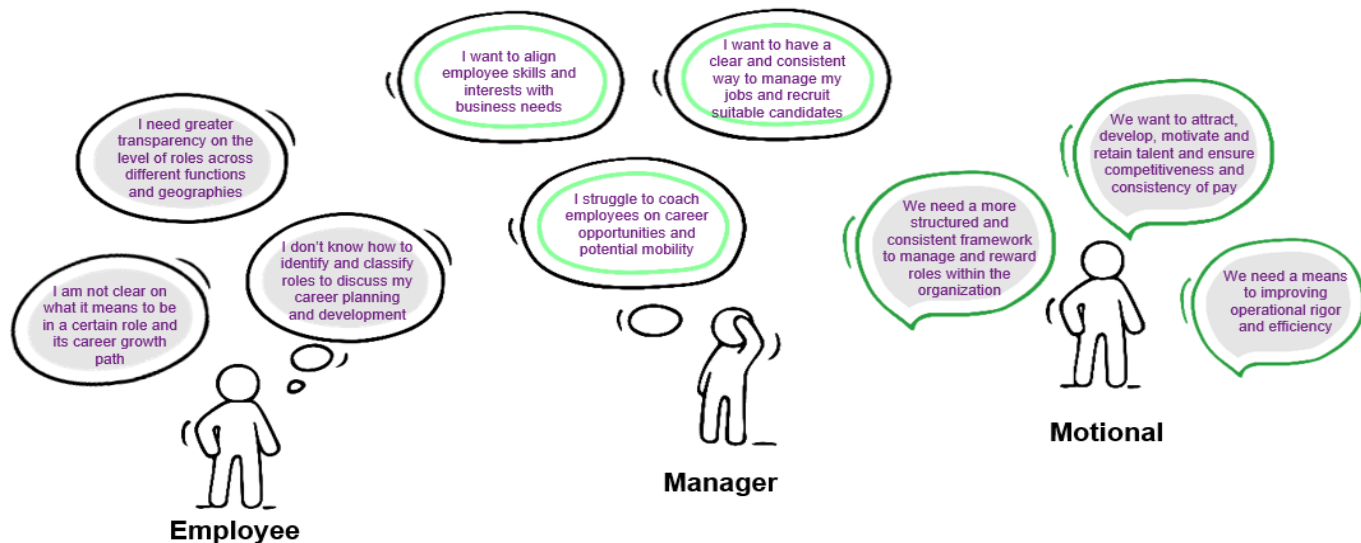 I need greater
transparency on the
level of roles across
different functions
and geographies
I don't know how to
identify and classify
roles to discuss my
career planning
and development
I am not clear on
what it means to be
in a certain role and
its career growth
path
Employee
I want to align
employee skills and
interests with
business needs
I want to have a
clear and consistent
way to manage my
jobs and recruit
suitable candidates
I struggle to coach
employees on career
opportunities and
potential mobility
Manager
We want to attract,
develop, motivate and
retain talent and ensure
competitiveness and
consistency of pay
We need a more
structured and
consistent framework
to manage and reward
roles within the
organization
We need a means
to improving
operational rigor
and efficiency
Motional